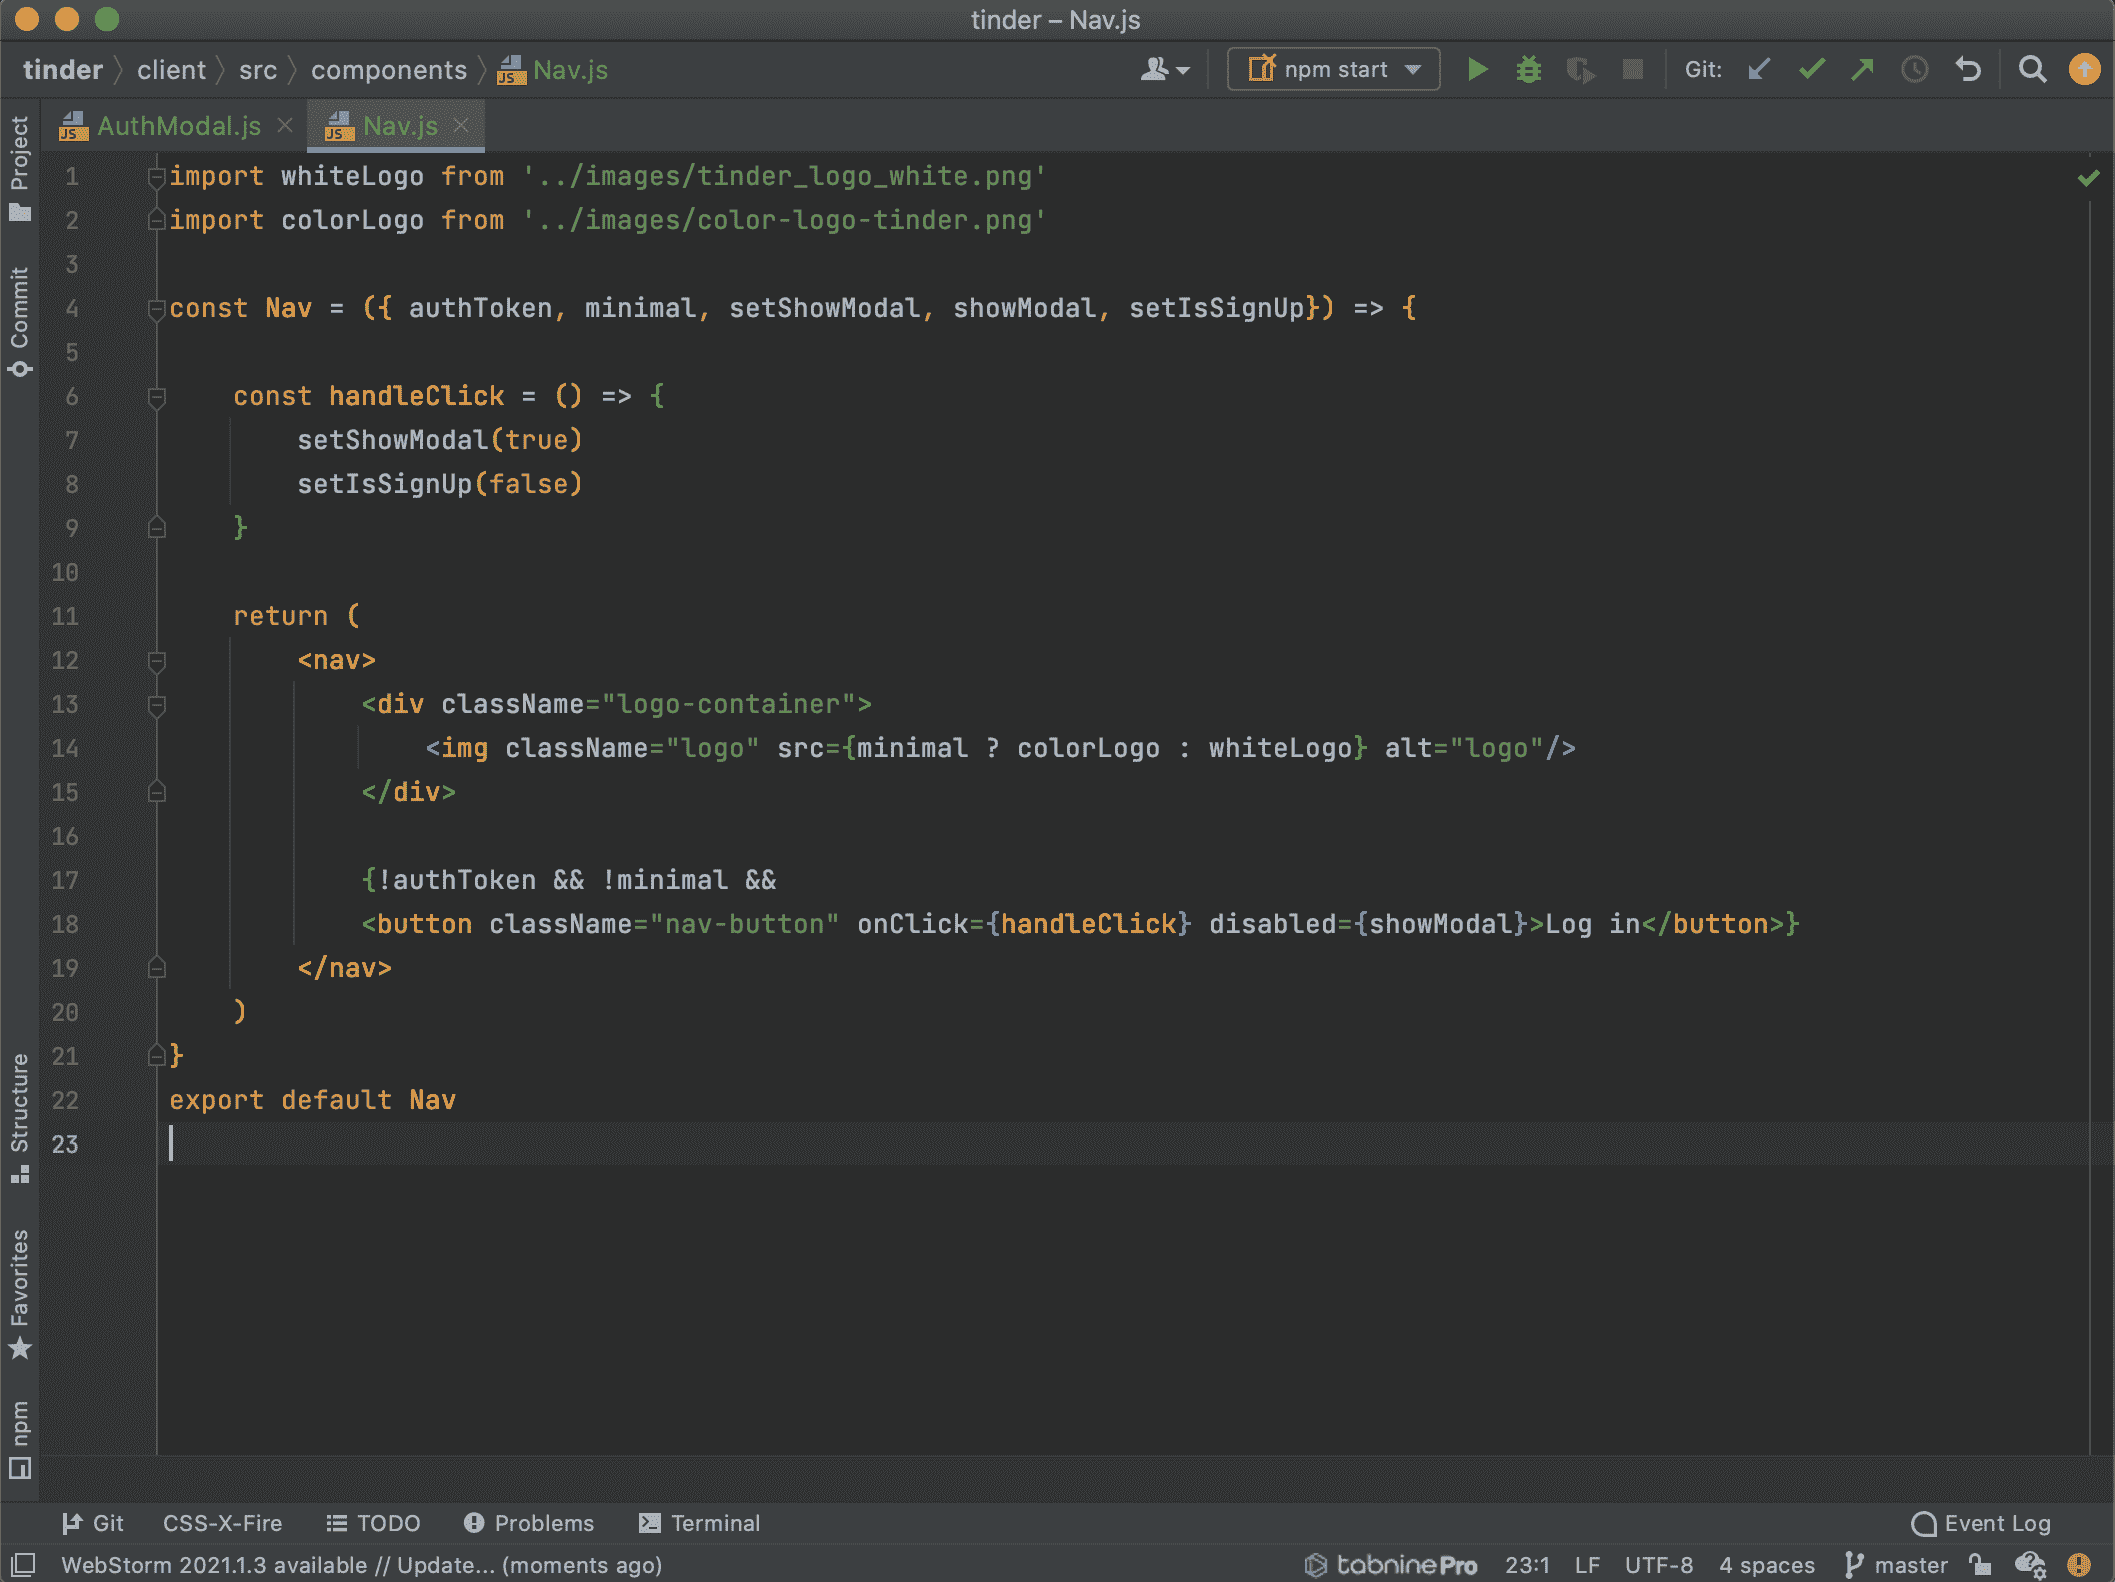 tinder – Nav.js
tinder client src components Nav.js npm start Git:
AuthModal.js Nav.js
Project
Commit
Structure
Favorites
npm
1 import whiteLogo from '../images/tinder_logo_white.png'
2 import colorLogo from '../images/color-logo-tinder.png'
3
4 const Nav = ({ authToken, minimal, setShowModal, showModal, setIsSignUp}) => {
5
6     const handleClick = () => {
7         setShowModal(true)
8         setIsSignUp(false)
9     }
10
11     return (
12         <nav>
13             <div className="logo-container">
14                 <img className="logo" src={minimal ? colorLogo : whiteLogo} alt="logo"/>
15             </div>
16
17             {!authToken && !minimal &&
18             <button className="nav-button" onClick={handleClick} disabled={showModal}>Log in</button>}
19         </nav>
20     )
21 }
22 export default Nav
23
Git CSS-X-Fire TODO Problems Terminal Event Log
WebStorm 2021.1.3 available // Update... (moments ago) tabninePro 23:1 LF UTF-8 4 spaces master